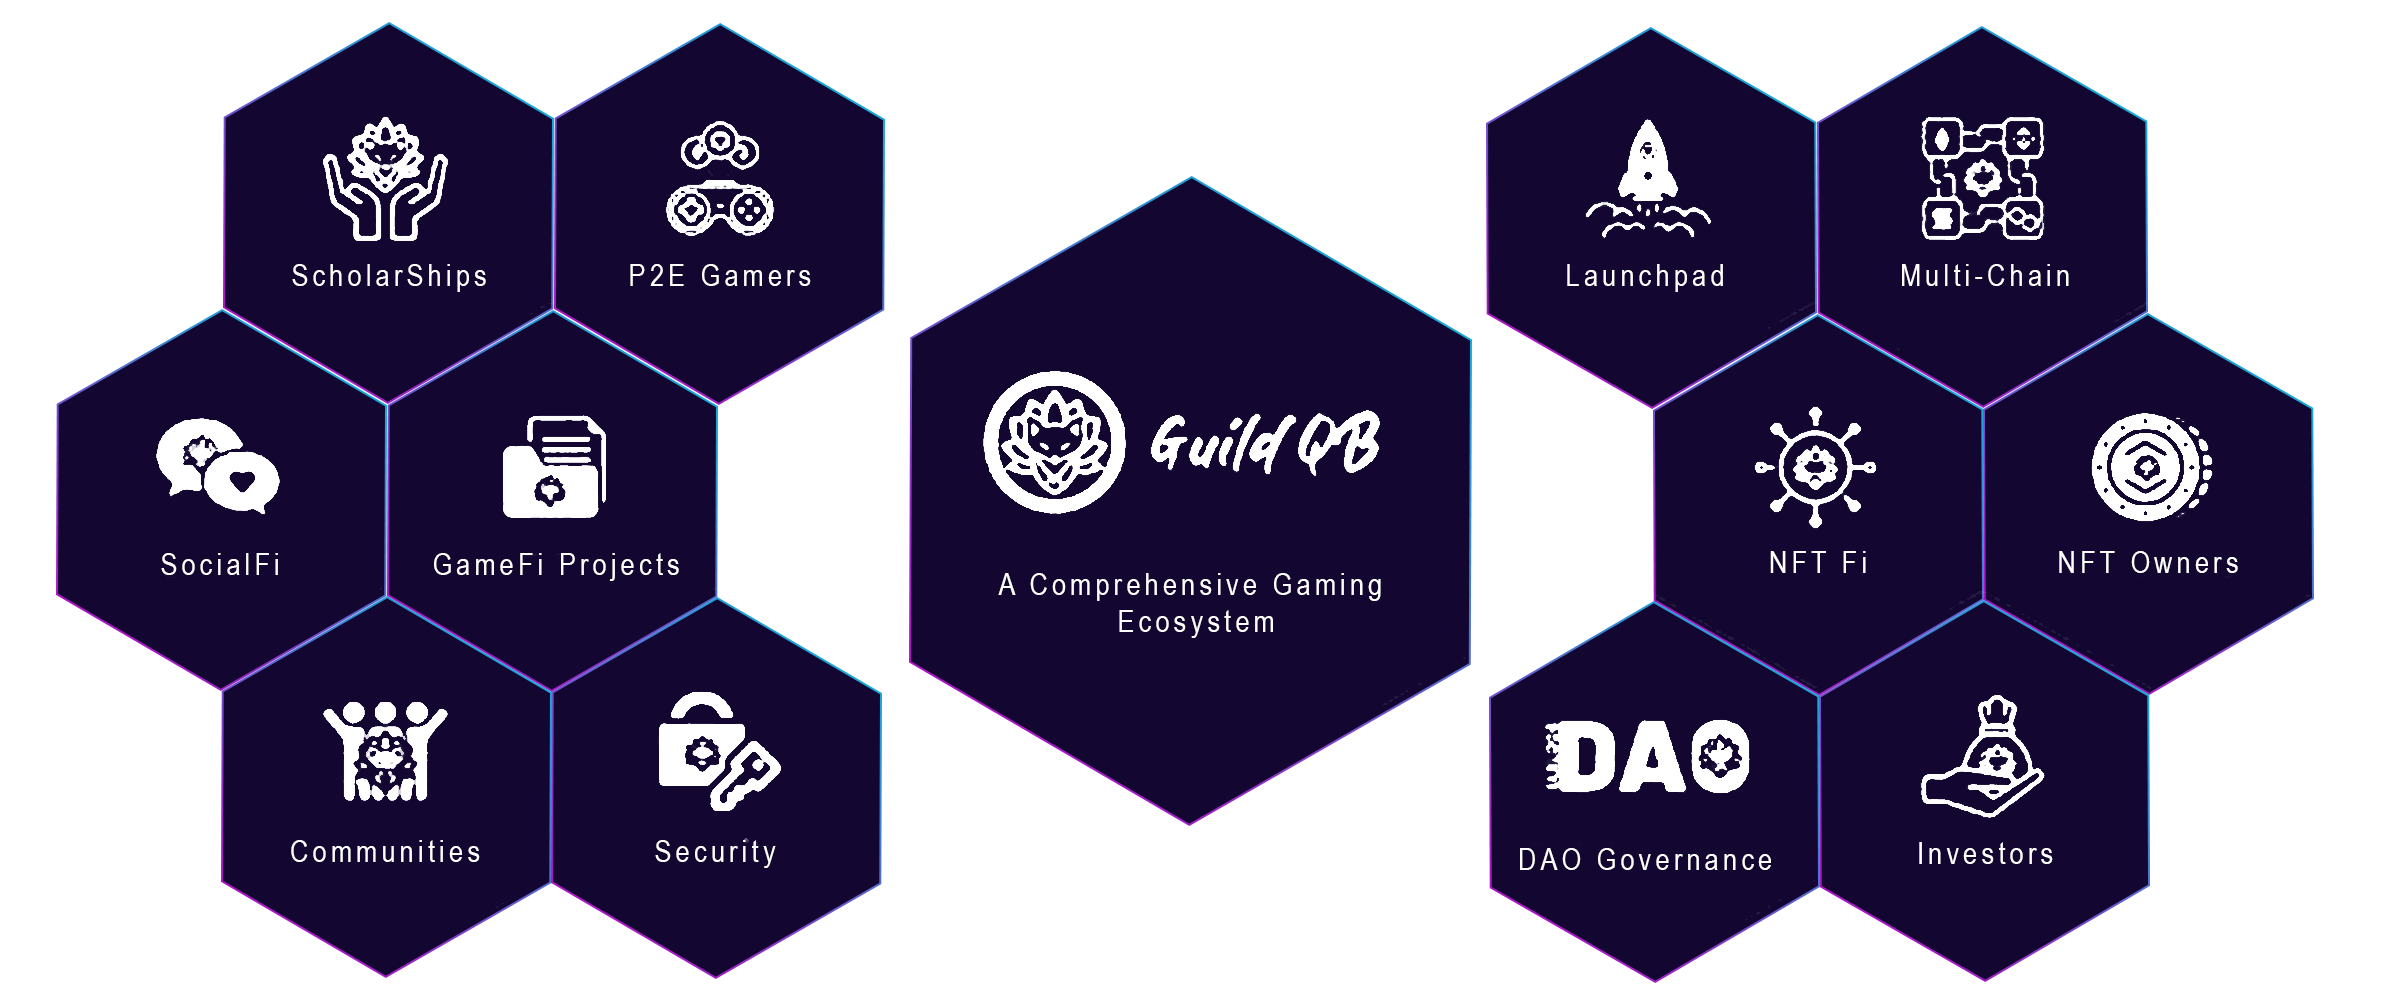 ScholarShips
P2E Gamers
SocialFi
GameFi Projects
Communities
Security
Guild QB
A Comprehensive Gaming
Ecosystem
Launchpad
Multi-Chain
NFT Fi
NFT Owners
DAO
DAO Governance
Investors